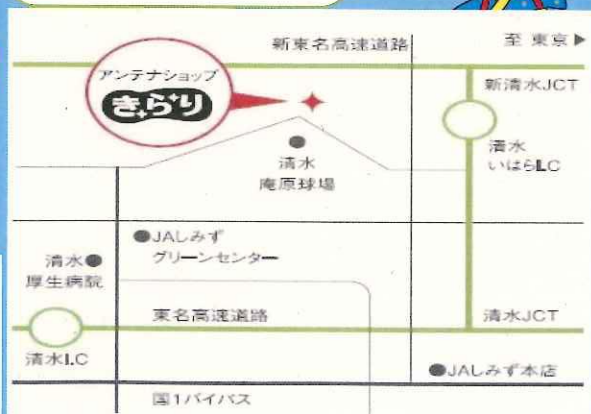 新東名高速道路
至 東京▶
アンテナショップ
きらり
新清水JCT
清水
いはらI.C
清水
庵原球場
●JAしみず
グリーンセンター
清水●
厚生病院
東名高速道路
清水JCT
清水I.C
●JAしみず本店
国1バイパス